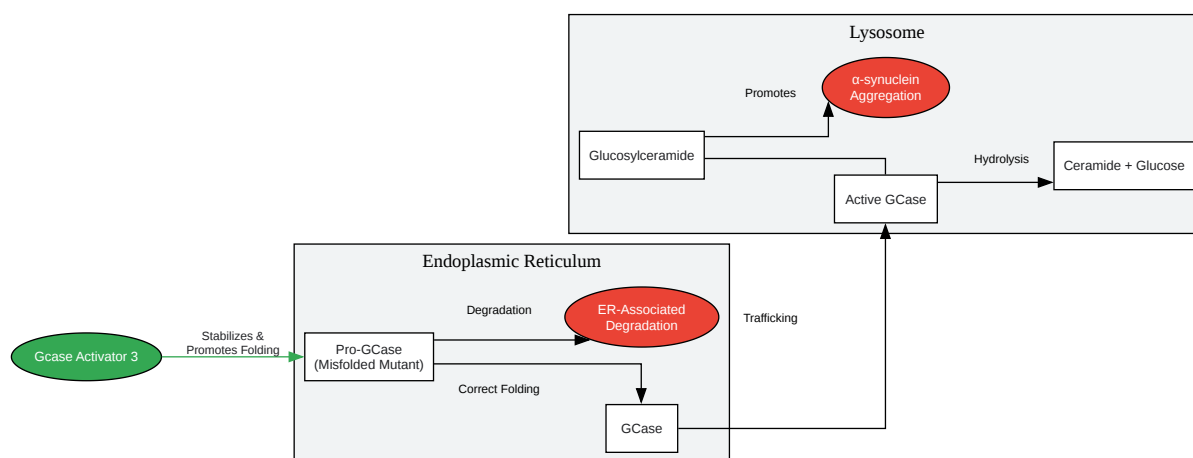 Lysosome
α-synuclein
Aggregation
Promotes
Glucosylceramide
Hydrolysis
Ceramide + Glucose
Active GCase
Endoplasmic Reticulum
Degradation
ER-Associated
Degradation
Trafficking
Stabilizes &
Promotes Folding
Gcase Activator 3
Pro-GCase
(Misfolded Mutant)
Correct Folding
GCase